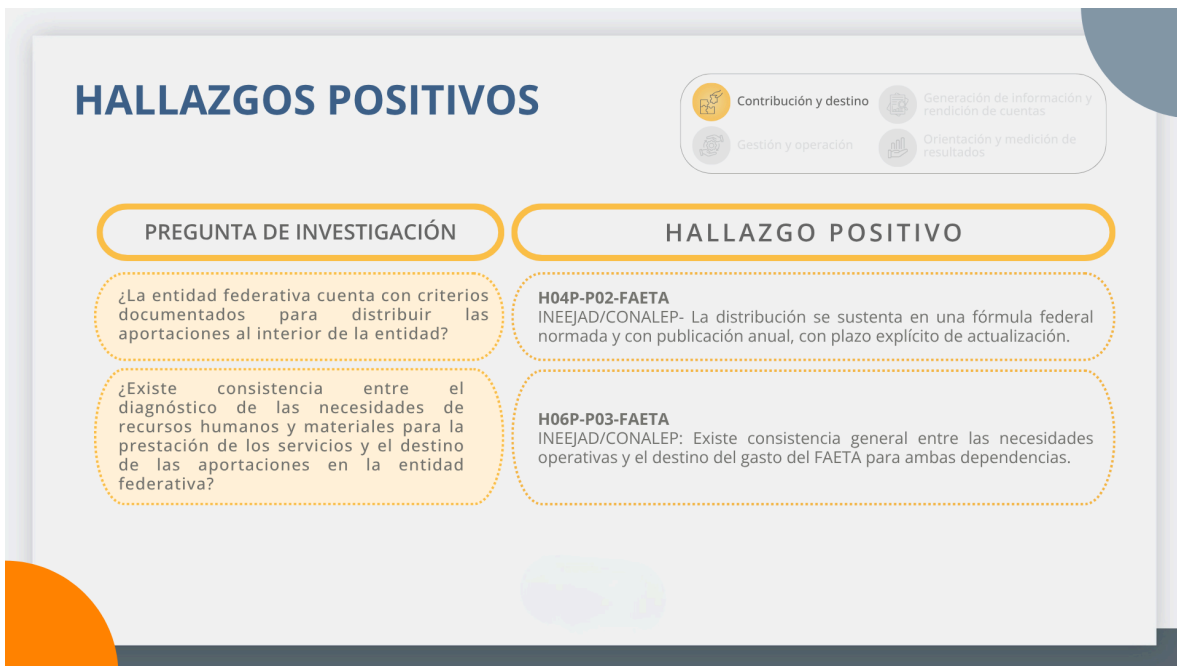 HALLAZGOS POSITIVOS
Contribución y destino
Generación de información y
rendición de cuentas
Gestión y operación
Orientación y medición de
resultados
PREGUNTA DE INVESTIGACIÓN
HALLAZGO POSITIVO
¿La entidad federativa cuenta con criterios
documentados para distribuir las
aportaciones al interior de la entidad?
H04P-P02-FAETA
INEEJAD/CONALEP- La distribución se sustenta en una fórmula federal
normada y con publicación anual, con plazo explícito de actualización.
¿Existe consistencia entre el
diagnóstico de las necesidades de
recursos humanos y materiales para la
prestación de los servicios y el destino
de las aportaciones en la entidad
federativa?
H06P-P03-FAETA
INEEJAD/CONALEP: Existe consistencia general entre las necesidades
operativas y el destino del gasto del FAETA para ambas dependencias.